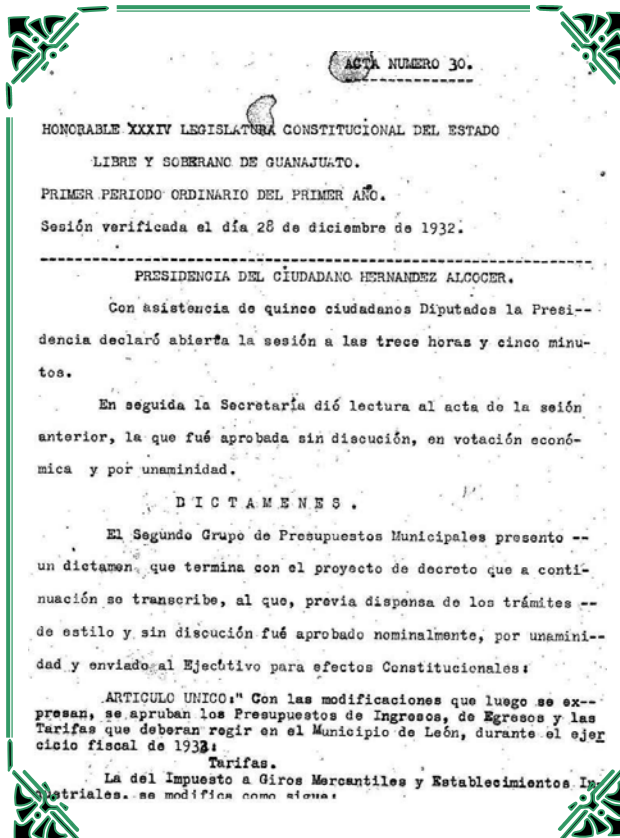 ACTA NUMERO 30.
HONORABLE XXXIV LEGISLATURA CONSTITUCIONAL DEL ESTADO
LIBRE Y SOBERANO DE GUANAJUATO.
PRIMER PERIODO ORDINARIO DEL PRIMER AÑO.
Sesión verificada el día 28 de diciembre de 1932.
PRESIDENCIA DEL CIUDADANO HERNANDEZ ALCOCER.
Con asistencia de quince ciudadanos Diputados la Presi--
dencia declaró abierta la sesión a las trece horas y cinco minu-
tos.
En seguida la Secretaría dió lectura al acta de la seión
anterior, la que fué aprobada sin discución, en votación econó-
mica y por unaminidad.
D I C T A M E N E S .
El Segundo Grupo de Presupuestos Municipales presento --
un dictamen que termina con el proyecto de decreto que a conti-
nuación se transcribe, al que, previa dispensa de los trámites --
de estilo y sin discución fué aprobado nominalmente, por unamini--
dad y enviado al Ejecutivo para efectos Constitucionales:
ARTICULO UNICO:" Con las modificaciones que luego se ex--
presan, se apruban los Presupuestos de Ingresos, de Egresos y las
Tarifas que deberan regir en el Municipio de León, durante el ejer
cicio fiscal de 1933:
Tarifas.
La del Impuesto a Giros Mercantiles y Establecimientos In-
dustriales, se modifica como sigue: